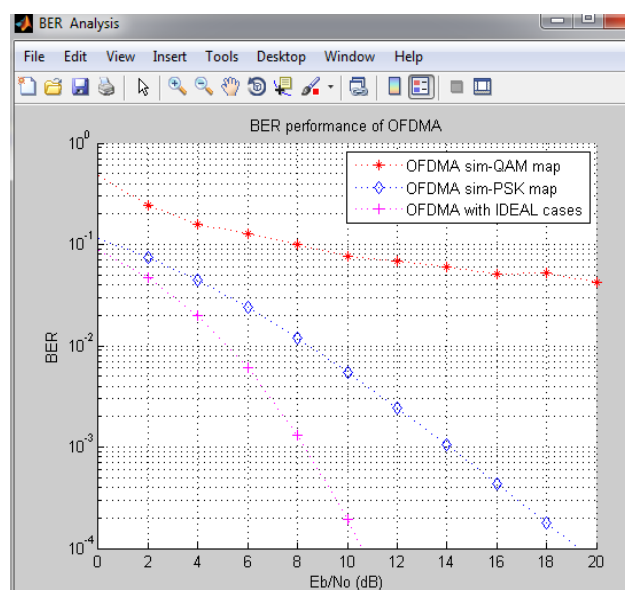 BER Analysis
File Edit View Insert Tools Desktop Window Help
BER performance of OFDMA
10^0
10^-1
10^-2
10^-3
10^-4
BER
OFDMA sim-QAM map
OFDMA sim-PSK map
OFDMA with IDEAL cases
0 2 4 6 8 10 12 14 16 18 20
Eb/No (dB)